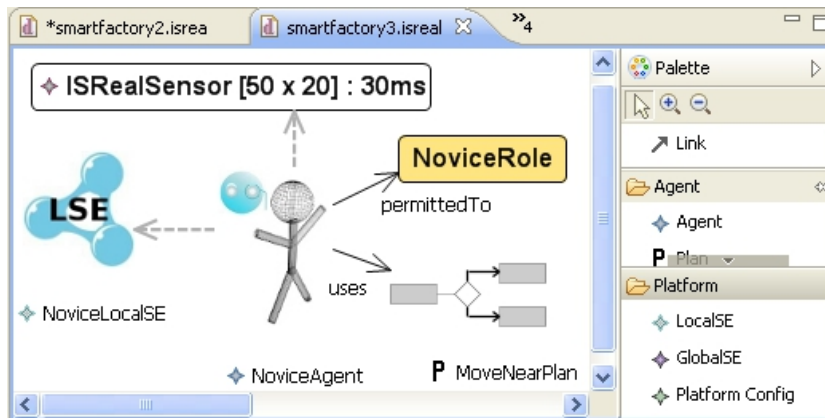 *smartfactory2.isrea
smartfactory3.isreal
»4
ISRealSensor [50 x 20] : 30ms
NoviceRole
permittedTo
LSE
uses
NoviceLocalSE
NoviceAgent
P MoveNearPlan
Palette
Link
Agent
Agent
P Plan
Platform
LocalSE
GlobalSE
Platform Config